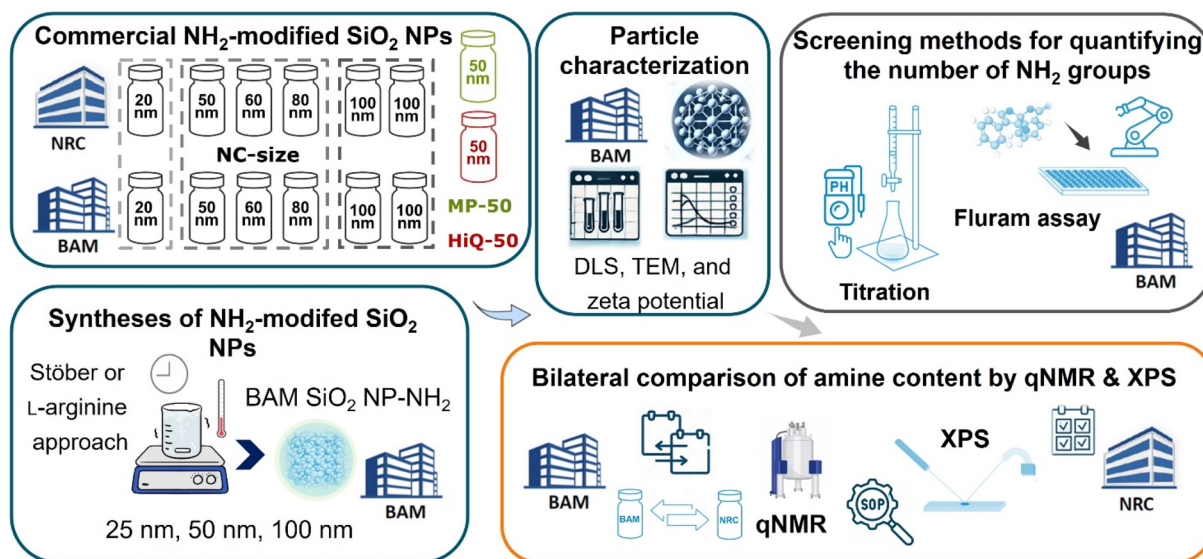 Commercial NH₂-modified SiO₂ NPs
NRC
20 nm
50 nm
60 nm
80 nm
100 nm
100 nm
50 nm
NC-size
50 nm
BAM
20 nm
50 nm
60 nm
80 nm
100 nm
100 nm
MP-50
HiQ-50
Particle
characterization
BAM
DLS, TEM, and
zeta potential
Screening methods for quantifying
the number of NH₂ groups
PH
Titration
Fluram assay
BAM
Syntheses of NH₂-modifed SiO₂
NPs
Stöber or
L-arginine
approach
BAM SiO₂ NP-NH₂
BAM
25 nm, 50 nm, 100 nm
Bilateral comparison of amine content by qNMR & XPS
BAM
BAM
NRC
qNMR
SOP
XPS
NRC